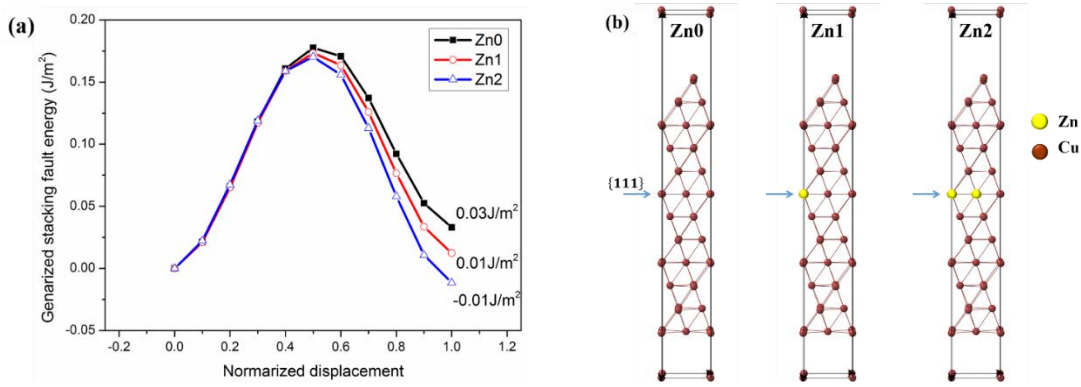 (a)
0.20
0.15
0.10
0.05
0.00
-0.05
Genarized stacking fault energy (J/m²)
Zn0
Zn1
Zn2
0.03J/m²
0.01J/m²
-0.01J/m²
-0.2 0.0 0.2 0.4 0.6 0.8 1.0 1.2
Normarized displacement
(b)
Zn0 Zn1 Zn2
{111}
Zn
Cu